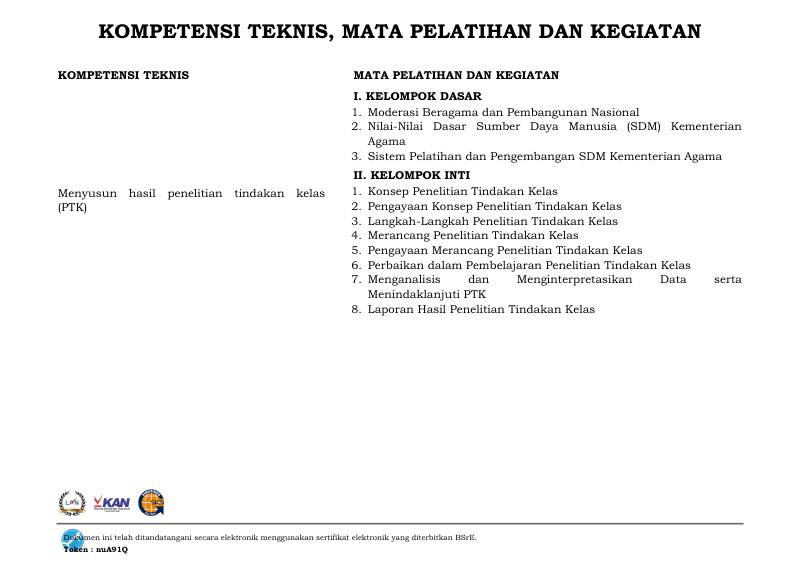 KOMPETENSI TEKNIS, MATA PELATIHAN DAN KEGIATAN
KOMPETENSI TEKNIS
Menyusun hasil penelitian tindakan kelas
(PTK)
MATA PELATIHAN DAN KEGIATAN
I. KELOMPOK DASAR
1. Moderasi Beragama dan Pembangunan Nasional
2. Nilai-Nilai Dasar Sumber Daya Manusia (SDM) Kementerian
Agama
3. Sistem Pelatihan dan Pengembangan SDM Kementerian Agama
II. KELOMPOK INTI
1. Konsep Penelitian Tindakan Kelas
2. Pengayaan Konsep Penelitian Tindakan Kelas
3. Langkah-Langkah Penelitian Tindakan Kelas
4. Merancang Penelitian Tindakan Kelas
5. Pengayaan Merancang Penelitian Tindakan Kelas
6. Perbaikan dalam Pembelajaran Penelitian Tindakan Kelas
7. Menganalisis dan Menginterpretasikan Data serta
Menindaklanjuti PTK
8. Laporan Hasil Penelitian Tindakan Kelas
KAN
Dokumen ini telah ditandatangani secara elektronik menggunakan sertifikat elektronik yang diterbitkan BSrE.
Token : nuA91Q